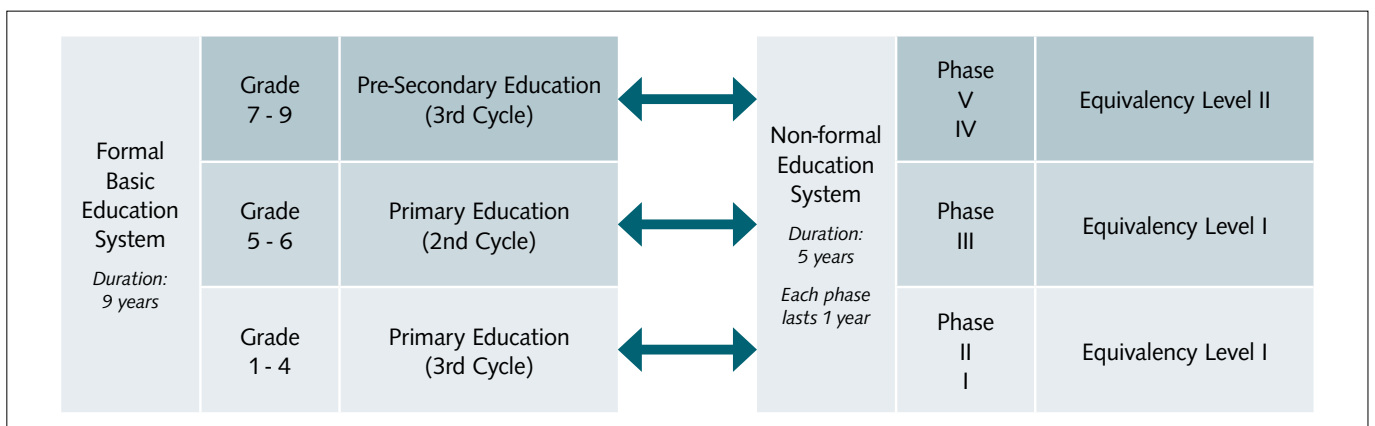 Formal
Basic
Education
System
Duration:
9 years
Grade
7 - 9
Pre-Secondary Education
(3rd Cycle)
Grade
5 - 6
Primary Education
(2nd Cycle)
Grade
1 - 4
Primary Education
(3rd Cycle)
Non-formal
Education
System
Duration:
5 years
Each phase
lasts 1 year
Phase
V
IV
Equivalency Level II
Phase
III
Equivalency Level I
Phase
II
I
Equivalency Level I